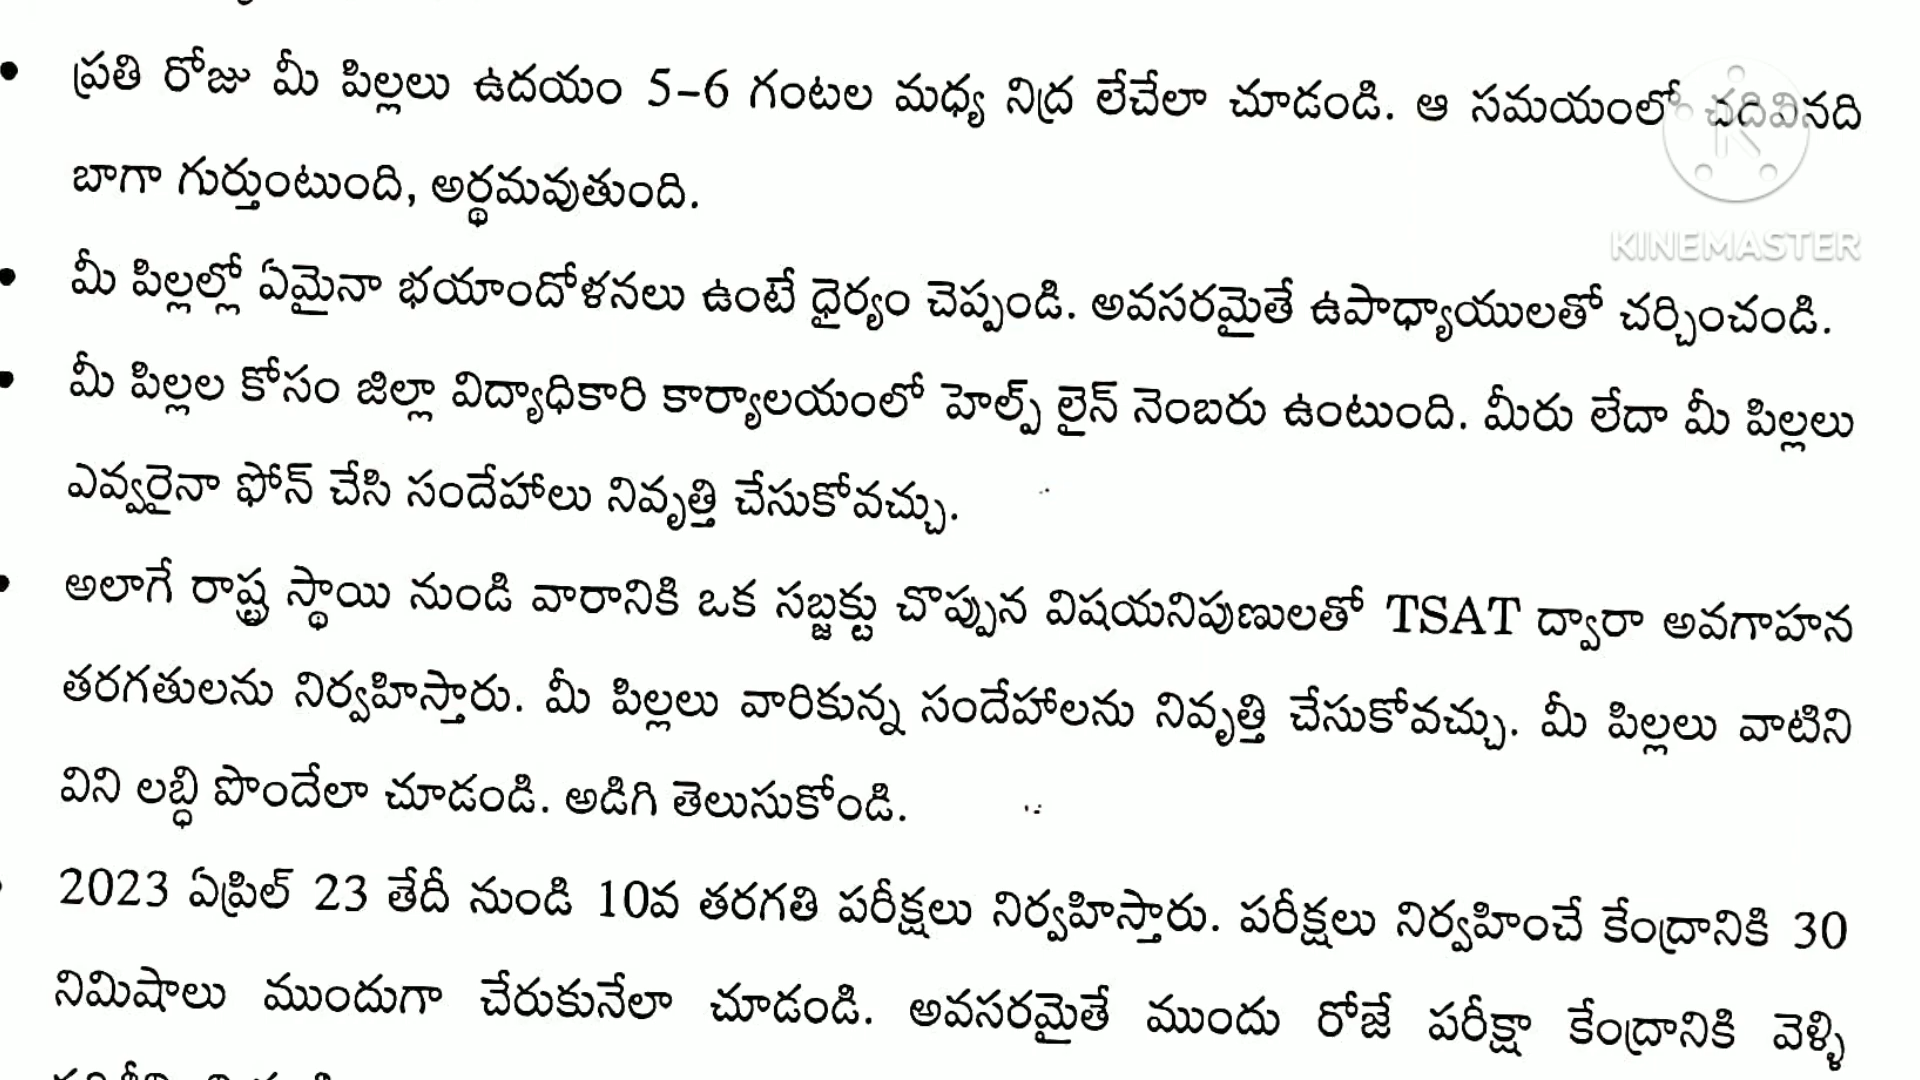 • ప్రతి రోజు మీ పిల్లలు ఉదయం 5–6 గంటల మధ్య నిద్ర లేచేలా చూడండి. ఆ సమయంలో చదివినది
బాగా గుర్తుంటుంది, అర్థమవుతుంది.
KINEMASTER
• మీ పిల్లల్లో ఏమైనా భయాందోళనలు ఉంటే ధైర్యం చెప్పండి. అవసరమైతే ఉపాధ్యాయులతో చర్చించండి.
• మీ పిల్లల కోసం జిల్లా విద్యాధికారి కార్యాలయంలో హెల్ప్ లైన్ నెంబరు ఉంటుంది. మీరు లేదా మీ పిల్లలు
ఎవ్వరైనా ఫోన్ చేసి సందేహాలు నివృత్తి చేసుకోవచ్చు.
• అలాగే రాష్ట్ర స్థాయి నుండి వారానికి ఒక సబ్జక్టు చొప్పున విషయనిపుణులతో TSAT ద్వారా అవగాహన
తరగతులను నిర్వహిస్తారు. మీ పిల్లలు వారికున్న సందేహాలను నివృత్తి చేసుకోవచ్చు. మీ పిల్లలు వాటిని
విని లబ్ధి పొందేలా చూడండి. అడిగి తెలుసుకోండి.
• 2023 ఏప్రిల్ 23 తేదీ నుండి 10వ తరగతి పరీక్షలు నిర్వహిస్తారు. పరీక్షలు నిర్వహించే కేంద్రానికి 30
నిమిషాలు ముందుగా చేరుకునేలా చూడండి. అవసరమైతే ముందు రోజే పరీక్షా కేంద్రానికి వెళ్ళి